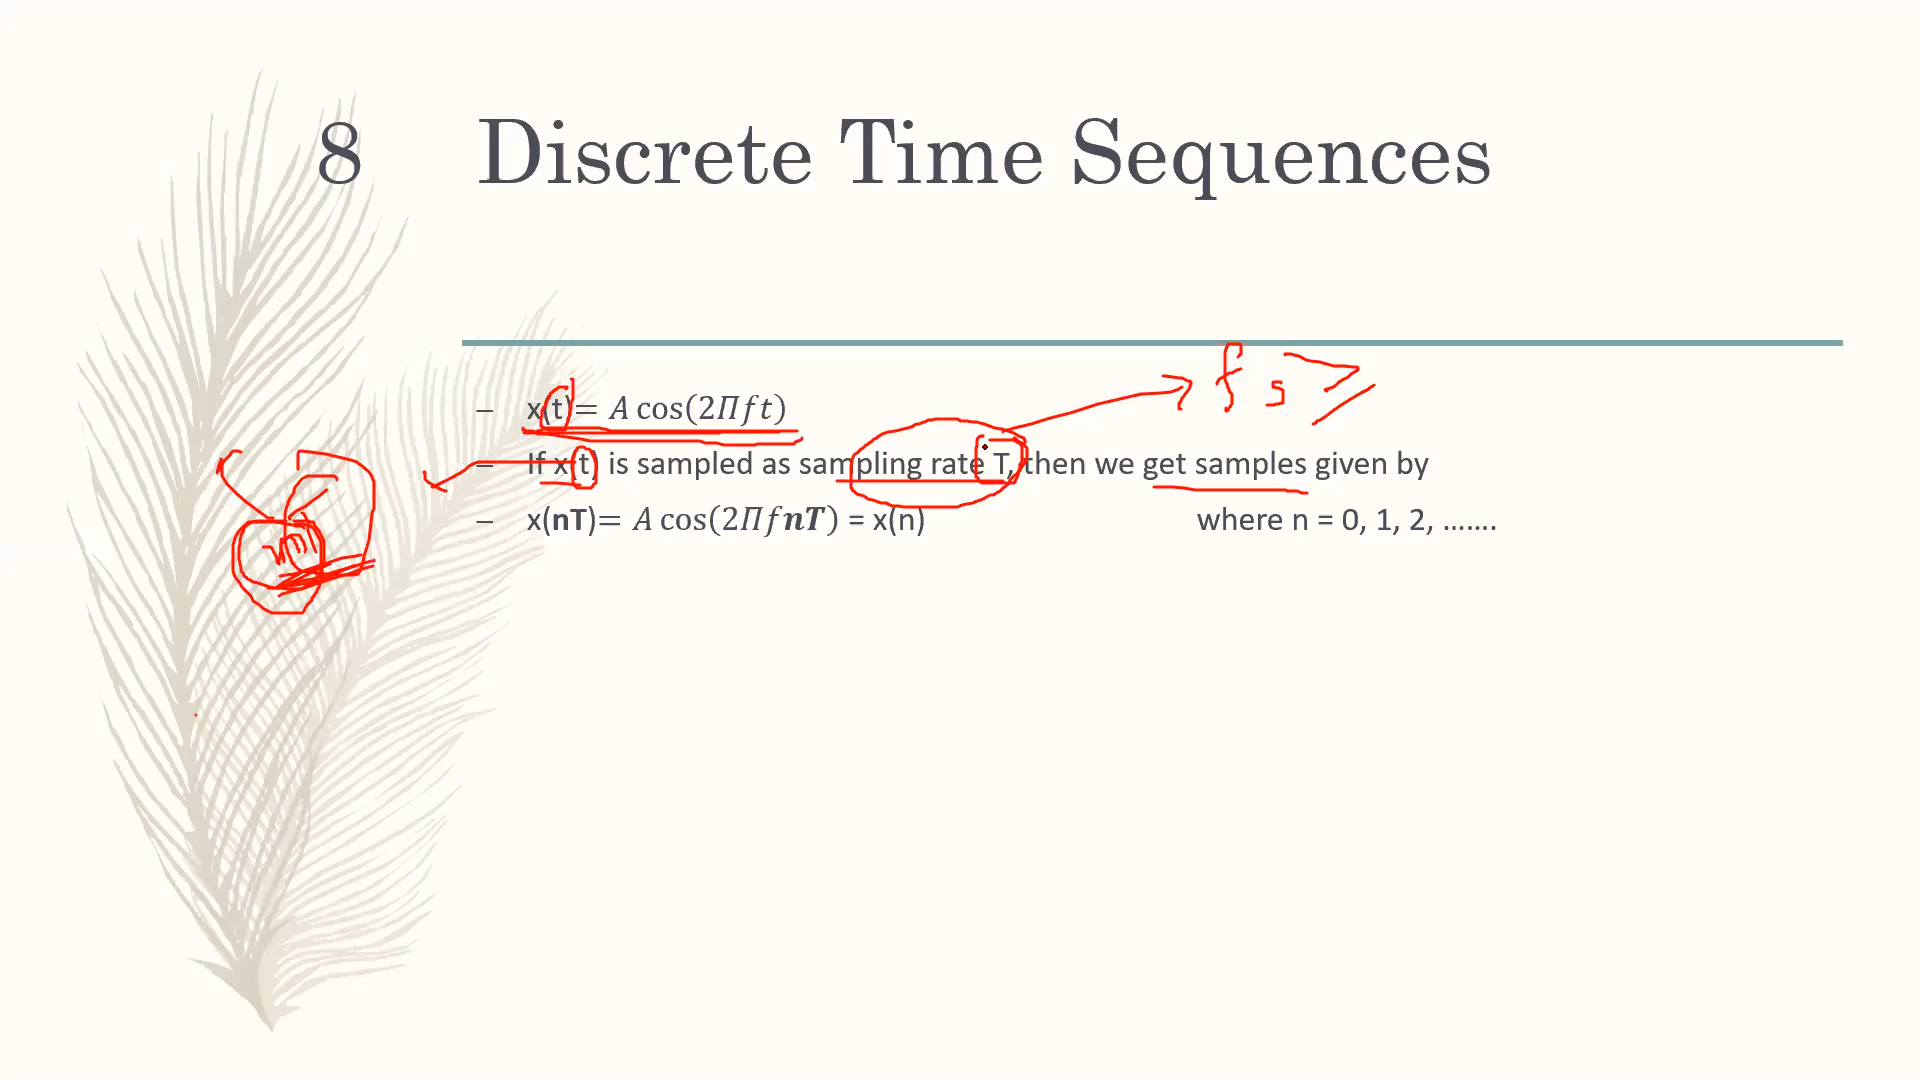 8 Discrete Time Sequences
f s ≥
– x(t)= A cos(2Πft)
– If x(t) is sampled as sampling rate T, then we get samples given by
– x(nT)= A cos(2ΠfnT) = x(n) where n = 0, 1, 2, …….